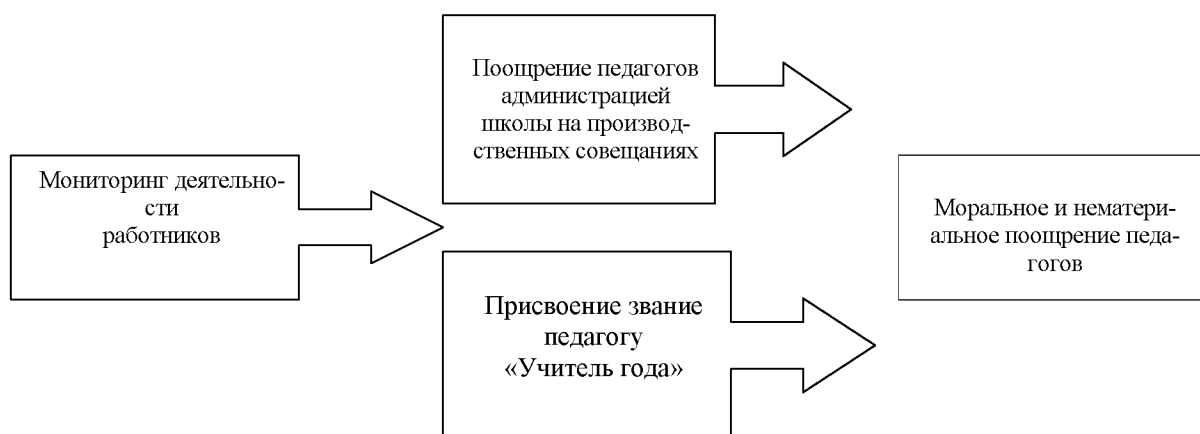 Поощрение педагогов
администрацией
школы на производ-
ственных совещаниях
Мониторинг деятельно-
сти
работников
Моральное и нематери-
альное поощрение педа-
гогов
Присвоение звание
педагогу
«Учитель года»